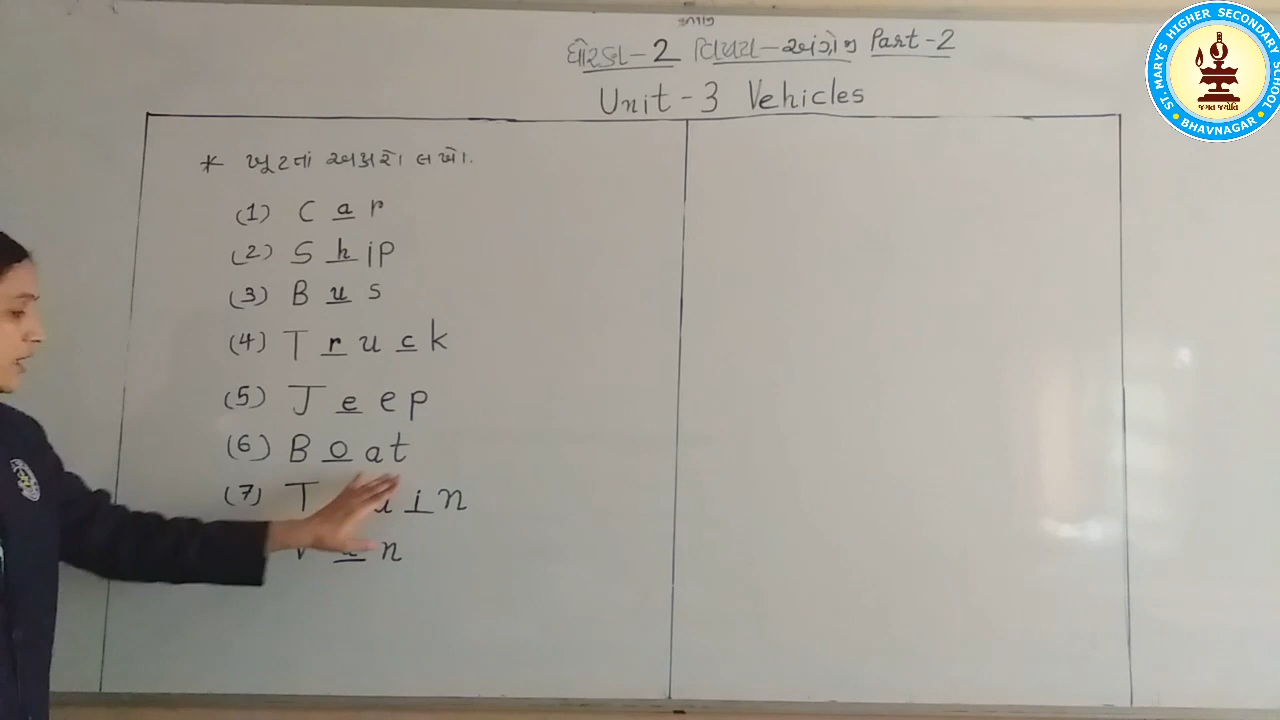 ધોરણ-2 વિષય-અંગ્રેજી Part-2
Unit-3 Vehicles
* ખૂટતા અક્ષરો લખો.
(1) C a r
(2) S h ip
(3) B u s
(4) T r u c k
(5) J e e p
(6) B o a t
(7) T i n
n
ST. MARY'S HIGHER SECONDARY SCHOOL
BHAVNAGAR